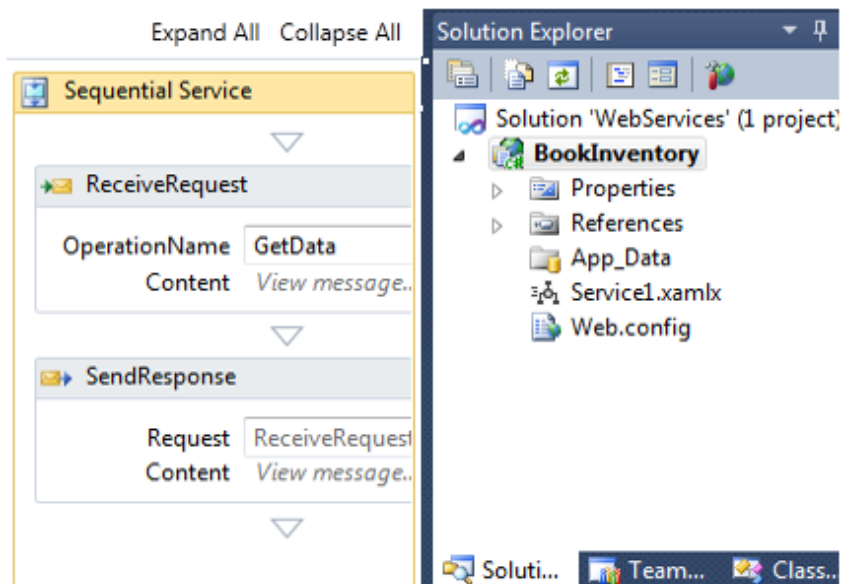 Expand All Collapse All
Sequential Service
ReceiveRequest
OperationName GetData
Content View message..
SendResponse
Request ReceiveRequest
Content View message..
Solution Explorer
Solution 'WebServices' (1 project)
BookInventory
Properties
References
App_Data
Service1.xamlx
Web.config
Soluti... Team... Class...